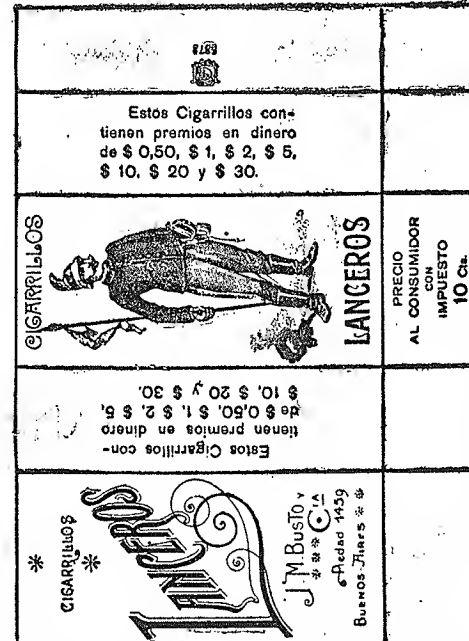 5873
Estos Cigarrillos con-
tienen premios en dinero
de $ 0,50, $ 1, $ 2, $ 5,
$ 10, $ 20 y $ 30.
CIGARRILLOS
LANCEROS
PRECIO
AL CONSUMIDOR
CON
IMPUESTO
10 Cts.
Estos Cigarrillos con-
tienen premios en dinero
de $ 0,50, $ 1, $ 2, $ 5,
$ 10, $ 20 y $ 30.
CIGARRILLOS
LANCEROS
J. M. BUSTO Y
CIA
Piedad 1459
BUENOS AIRES